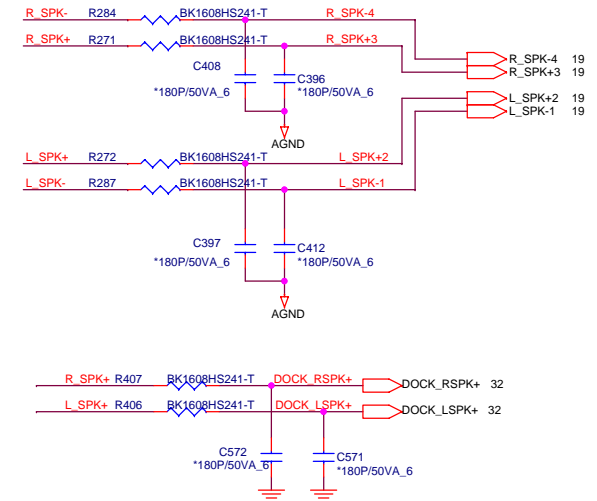 R_SPK- R284 BK1608HS241-T R_SPK-4
R_SPK+ R271 BK1608HS241-T R_SPK+3
R_SPK-4 19
R_SPK+3 19
C408 C396
*180P/50VA_6 *180P/50VA_6
L_SPK+2 19
L_SPK-1 19
AGND
L_SPK+ R272 BK1608HS241-T L_SPK+2
L_SPK- R287 BK1608HS241-T L_SPK-1
C397 C412
*180P/50VA_6 *180P/50VA_6
AGND
R_SPK+ R407 BK1608HS241-T DOCK_RSPK+ DOCK_RSPK+ 32
L_SPK+ R406 BK1608HS241-T DOCK_LSPK+ DOCK_LSPK+ 32
C572 C571
*180P/50VA_6 *180P/50VA_6